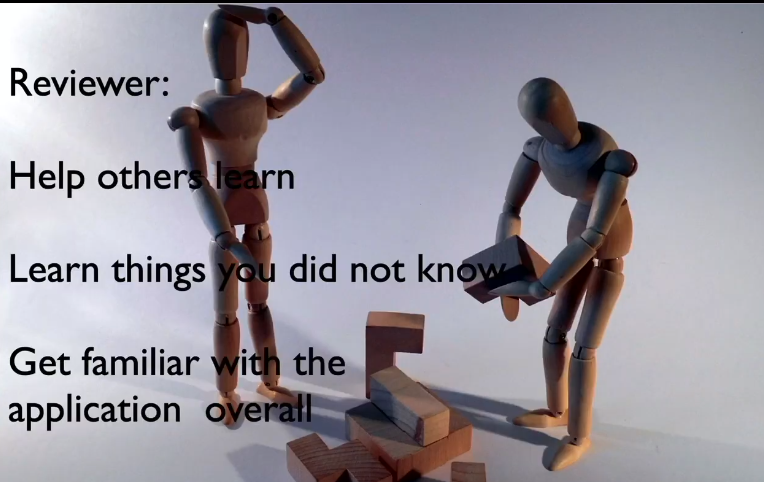 Reviewer:
Help others learn
Learn things you did not know
Get familiar with the
application overall